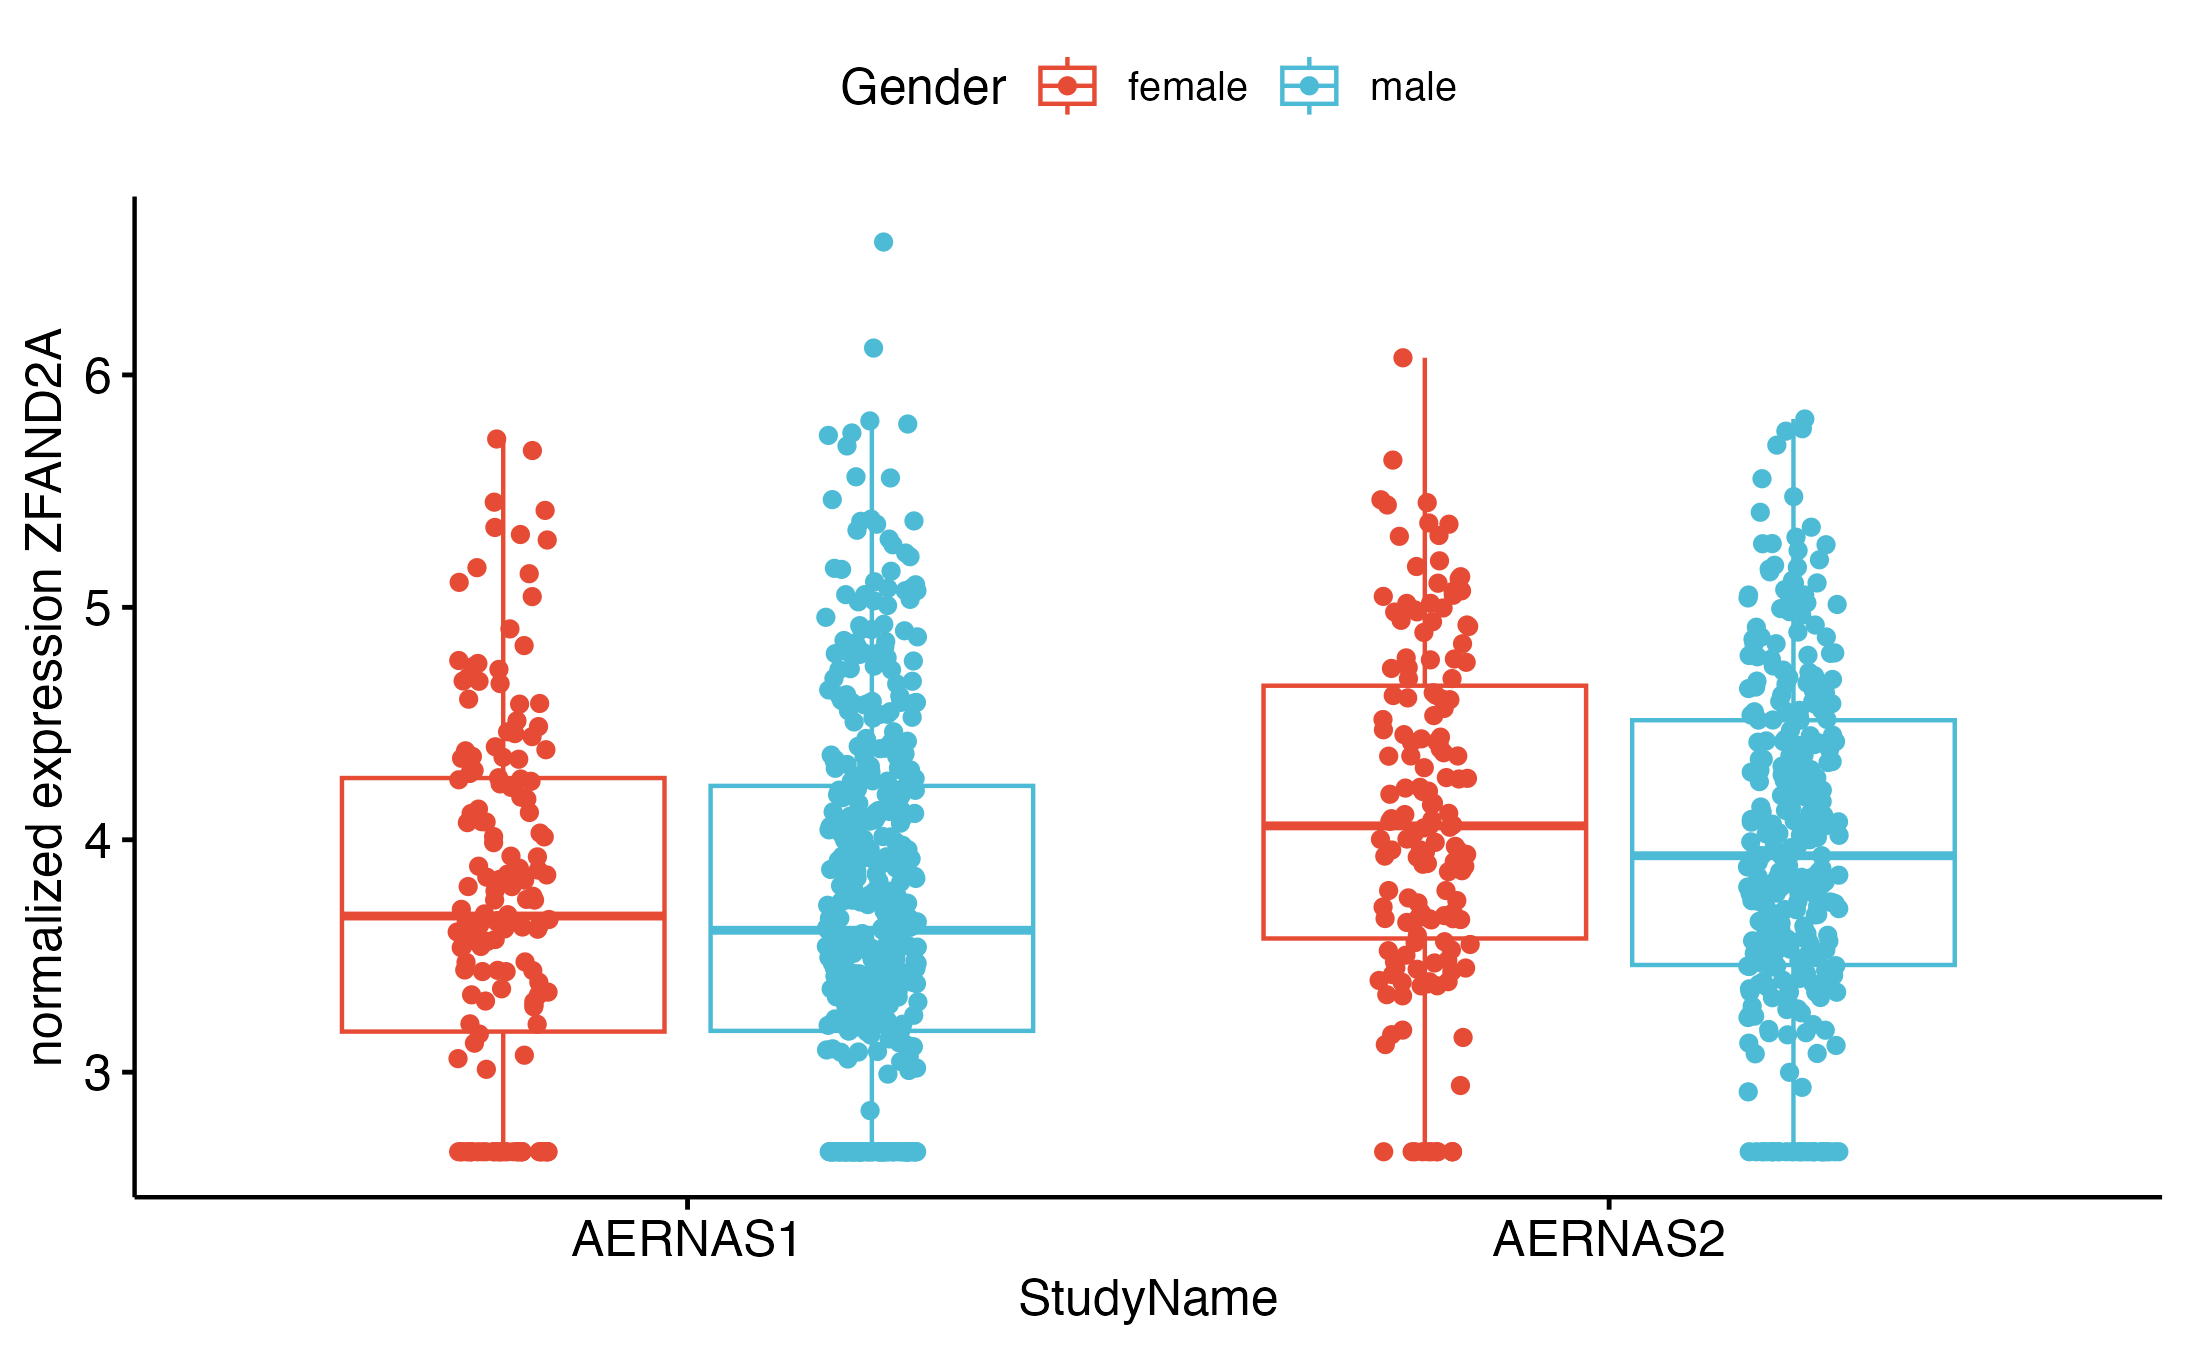 Gender female male
normalized expression ZFAND2A
6
5
4
3
AERNAS1 AERNAS2
StudyName